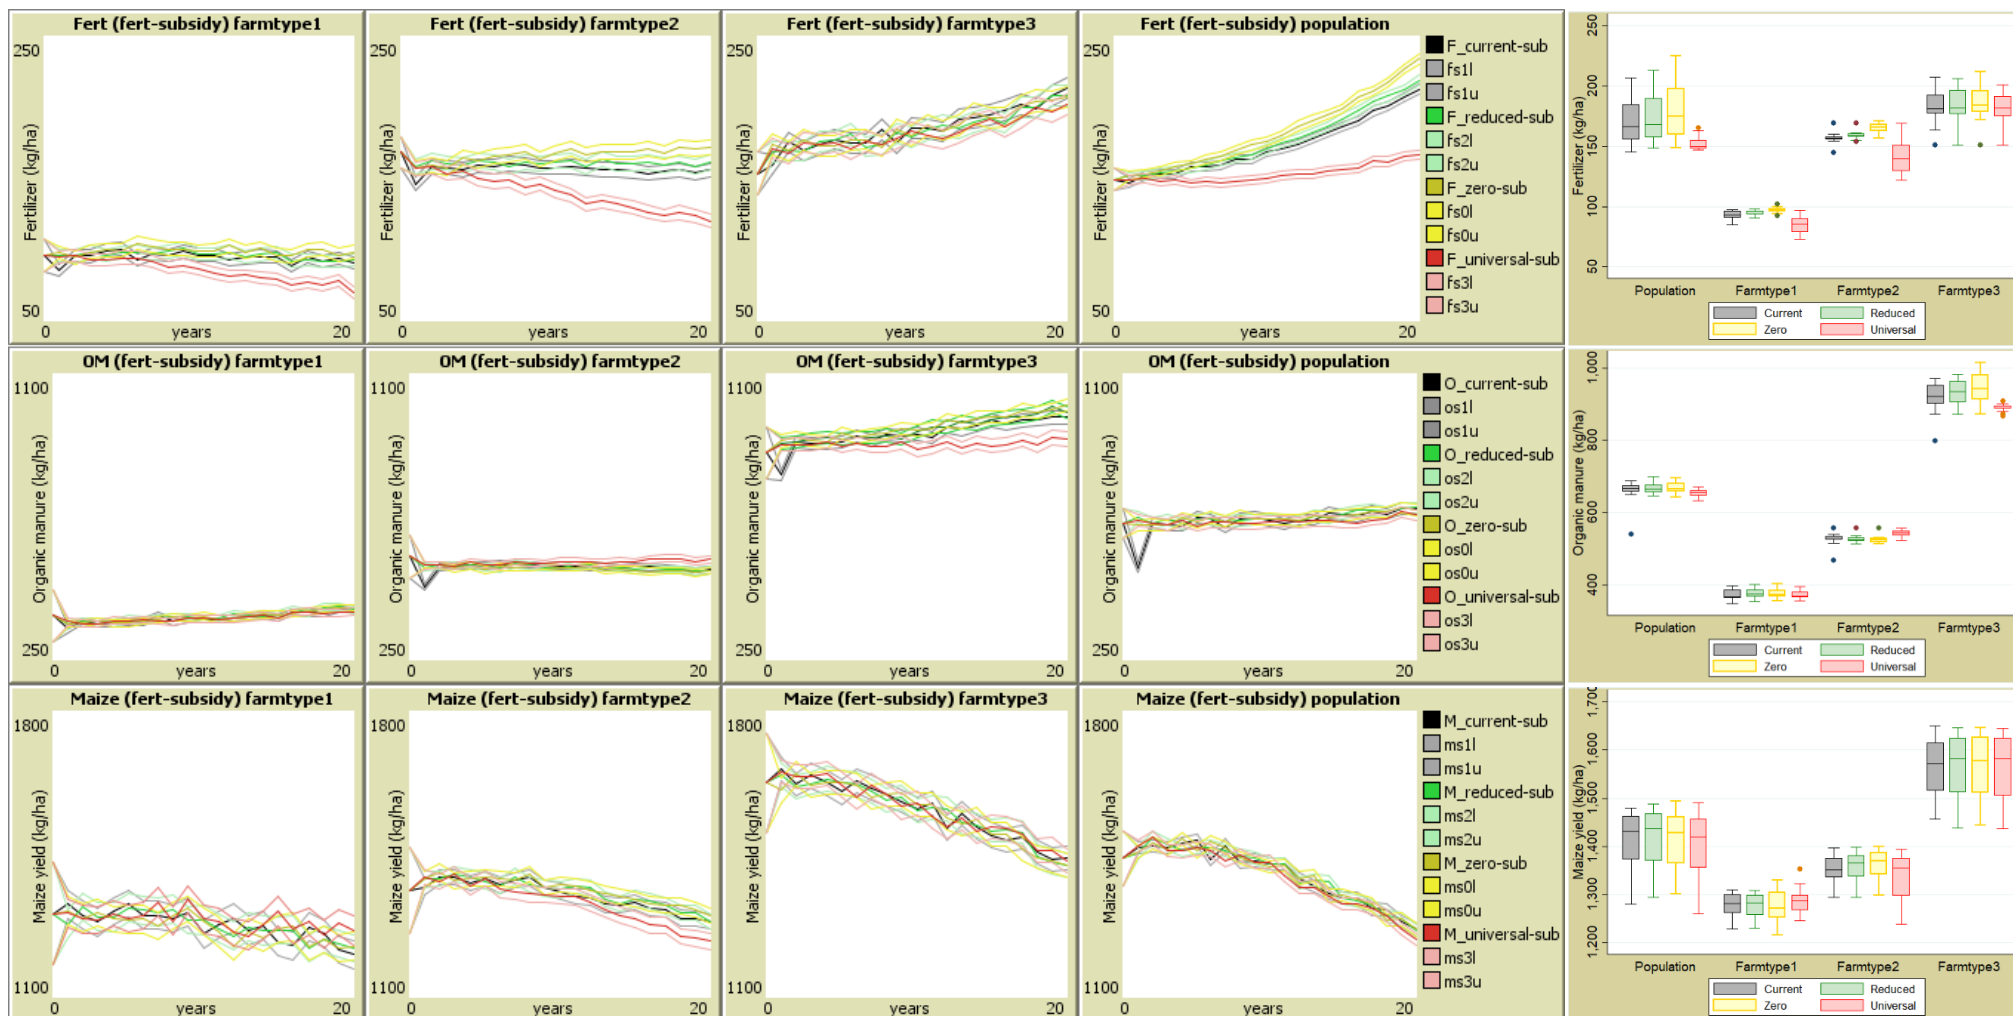 Fert (fert-subsidy) farmtype1
250
Fertilizer (kg/ha)
50
0
years
20
Fert (fert-subsidy) farmtype2
250
Fertilizer (kg/ha)
50
0
years
20
Fert (fert-subsidy) farmtype3
250
Fertilizer (kg/ha)
50
0
years
20
Fert (fert-subsidy) population
250
Fertilizer (kg/ha)
50
0
years
20
F_current-sub
fs1l
fs1u
F_reduced-sub
fs2l
fs2u
F_zero-sub
fs0l
fs0u
F_universal-sub
fs3l
fs3u
Fertilizer (kg/ha)
250
200
150
100
50
Population
Farmtype1
Farmtype2
Farmtype3
Current
Reduced
Zero
Universal
OM (fert-subsidy) farmtype1
1100
Organic manure (kg/ha)
250
0
years
20
OM (fert-subsidy) farmtype2
1100
Organic manure (kg/ha)
250
0
years
20
OM (fert-subsidy) farmtype3
1100
Organic manure (kg/ha)
250
0
years
20
OM (fert-subsidy) population
1100
Organic manure (kg/ha)
250
0
years
20
O_current-sub
os1l
os1u
O_reduced-sub
os2l
os2u
O_zero-sub
os0l
os0u
O_universal-sub
os3l
os3u
Organic manure (kg/ha)
1,000
800
600
400
Population
Farmtype1
Farmtype2
Farmtype3
Current
Reduced
Zero
Universal
Maize (fert-subsidy) farmtype1
1800
Maize yield (kg/ha)
1100
0
years
20
Maize (fert-subsidy) farmtype2
1800
Maize yield (kg/ha)
1100
0
years
20
Maize (fert-subsidy) farmtype3
1800
Maize yield (kg/ha)
1100
0
years
20
Maize (fert-subsidy) population
1800
Maize yield (kg/ha)
1100
0
years
20
M_current-sub
ms1l
ms1u
M_reduced-sub
ms2l
ms2u
M_zero-sub
ms0l
ms0u
M_universal-sub
ms3l
ms3u
Maize yield (kg/ha)
1,700
1,600
1,500
1,400
1,300
1,200
Population
Farmtype1
Farmtype2
Farmtype3
Current
Reduced
Zero
Universal